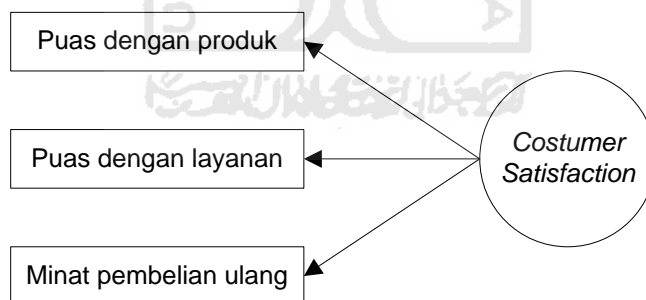 Puas dengan produk
Puas dengan layanan
Minat pembelian ulang
Costumer
Satisfaction